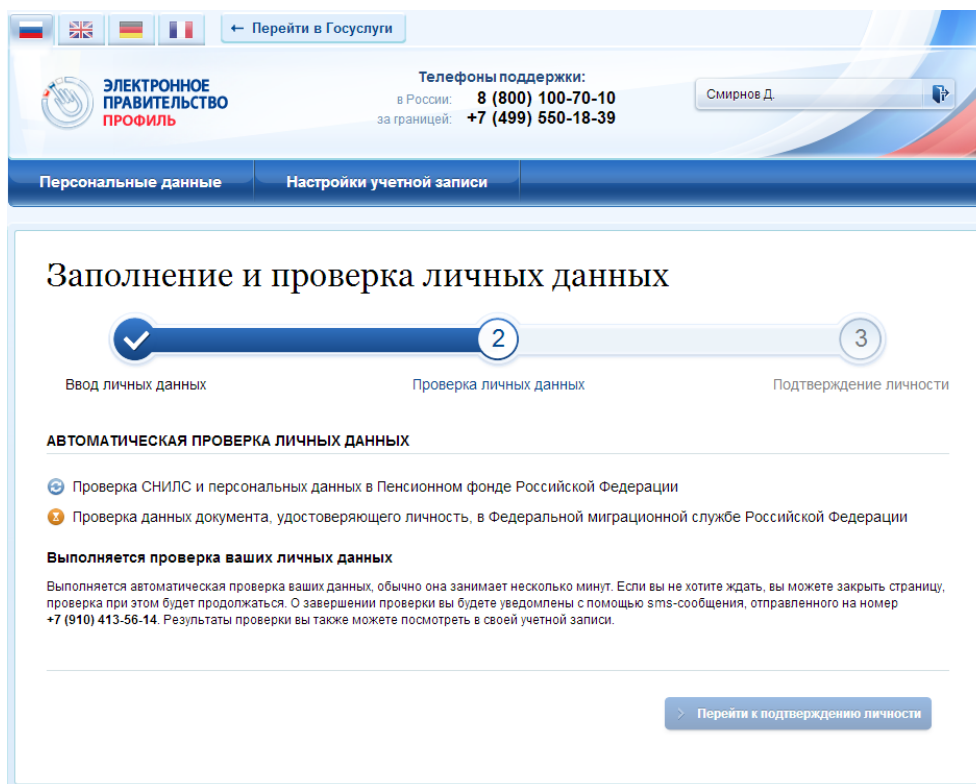 ← Перейти в Госуслуги
ЭЛЕКТРОННОЕ
ПРАВИТЕЛЬСТВО
ПРОФИЛЬ
Телефоны поддержки:
в России: 8 (800) 100-70-10
за границей: +7 (499) 550-18-39
Смирнов Д.
Персональные данные
Настройки учетной записи
Заполнение и проверка личных данных
2
3
Ввод личных данных
Проверка личных данных
Подтверждение личности
АВТОМАТИЧЕСКАЯ ПРОВЕРКА ЛИЧНЫХ ДАННЫХ
Проверка СНИЛС и персональных данных в Пенсионном фонде Российской Федерации
Проверка данных документа, удостоверяющего личность, в Федеральной миграционной службе Российской Федерации
Выполняется проверка ваших личных данных
Выполняется автоматическая проверка ваших данных, обычно она занимает несколько минут. Если вы не хотите ждать, вы можете закрыть страницу,
проверка при этом будет продолжаться. О завершении проверки вы будете уведомлены с помощью sms-сообщения, отправленного на номер
+7 (910) 413-56-14. Результаты проверки вы также можете посмотреть в своей учетной записи.
Перейти к подтверждению личности